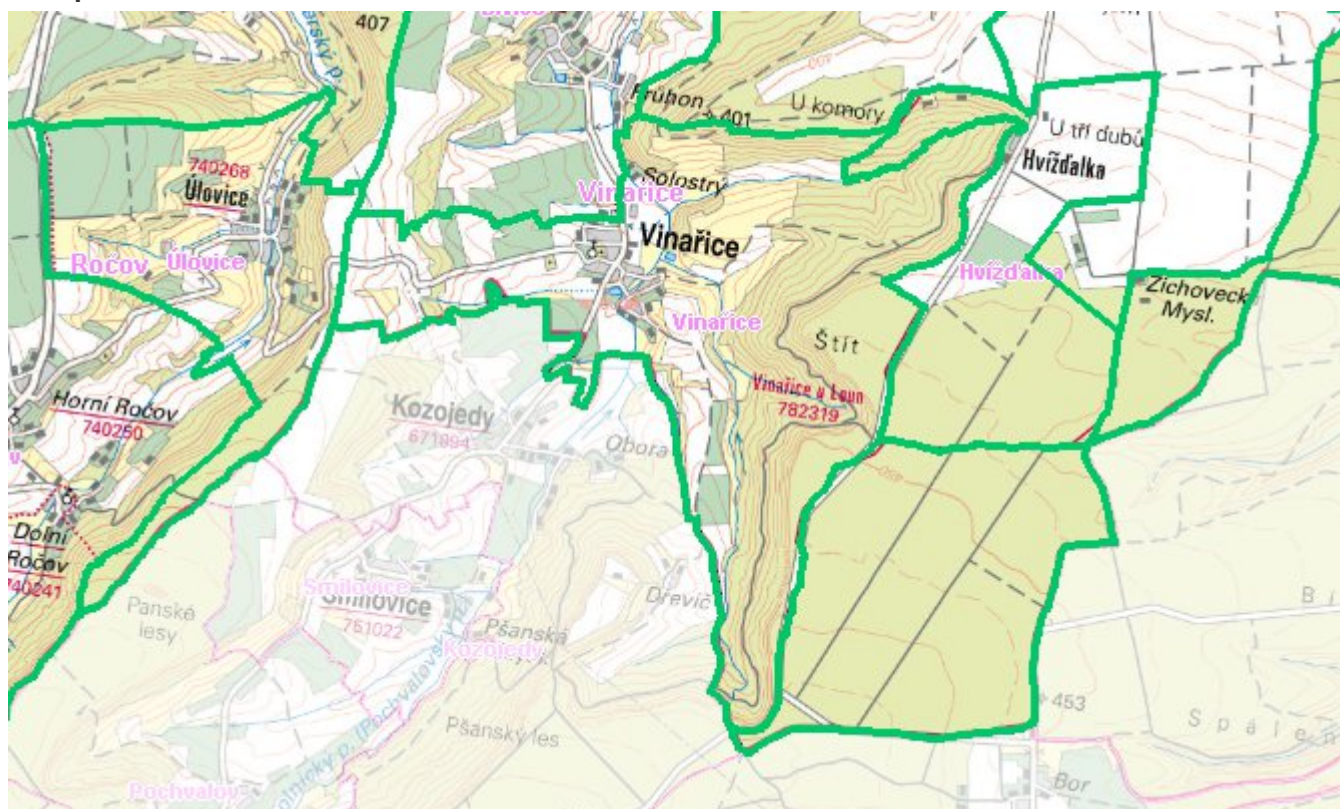 407
Průhon
401
U komory
U tří dubů
740268
Úlovice
Solostrý
Vinařice
Hvížďalka
Vinařice
Ročov
Úlovice
Hvížďalka
Zichoveck
Mysl.
Vinařice
Štít
Vinařice u Loun
782319
Horní Ročov
740250
Kozojedy
671894
Obora
Dolní
Ročov
740241
Smilovice
Smilovice
751022
Panské
lesy
Pšanská
Dřevíč
Kozojedy
Pšanský les
453
Spálen
Pochvalov
Bor